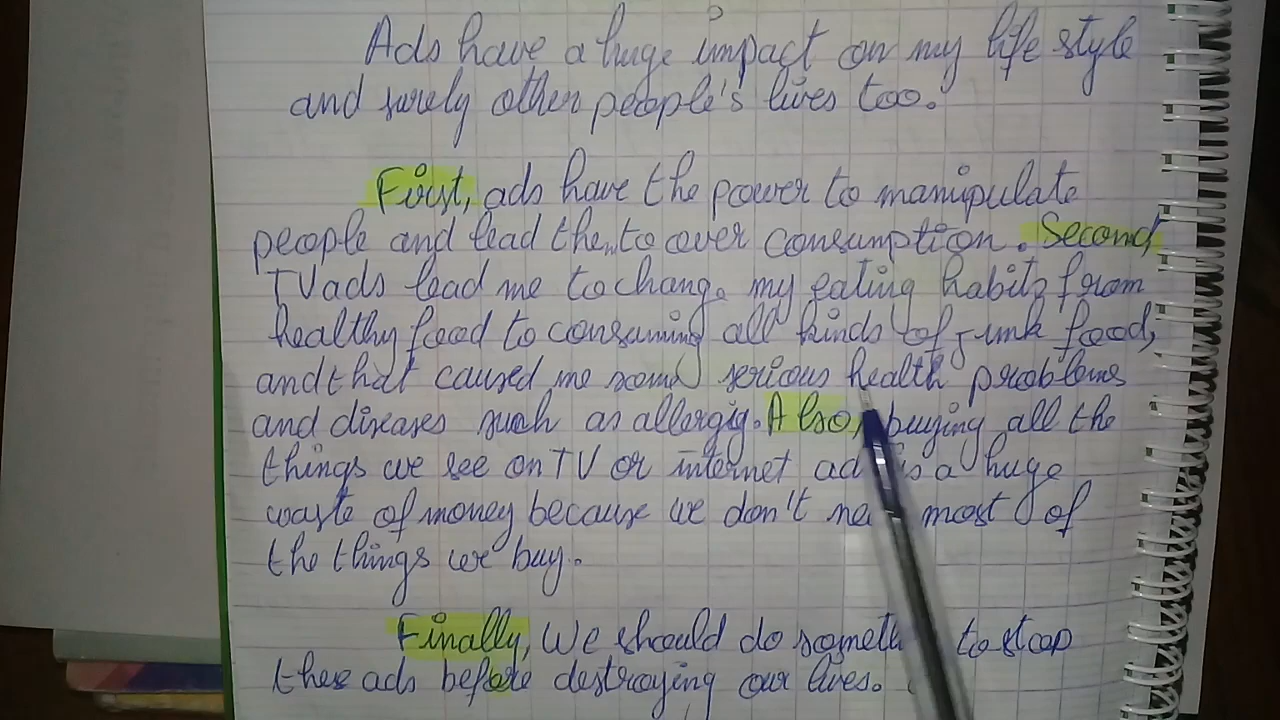 Ads have a huge impact on my life style
and surely other people's lives too.
First, ads have the power to manipulate
people and lead them to over consumption. Second,
TV ads lead me to change my eating habits from
healthy food to consuming all kinds of junk food,
and that caused me some serious health problems
and diseases such as allergig. Also, buying all the
things we see on TV or internet is a huge
waste of money because we don't most of
the things we buy.
Finally, We should do to stop
these ads before destroying our lives.